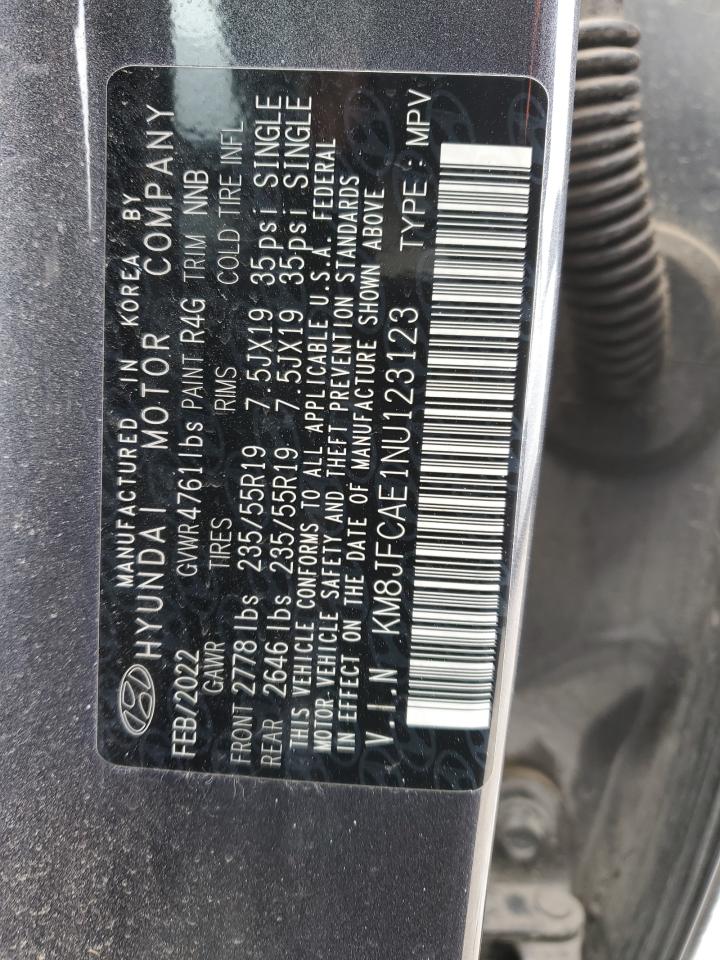 MANUFACTURED IN KOREA BY
HYUNDAI MOTOR COMPANY
FEB/2022 GVWR 4761 lbs PAINT R4G TRIM NNB
GAWR TIRES RIMS COLD TIRE INFL
FRONT 2778 lbs 235/55R19 7.5JX19 35psi SINGLE
REAR 2646 lbs 235/55R19 7.5JX19 35psi SINGLE
THIS VEHICLE CONFORMS TO ALL APPLICABLE U.S.A. FEDERAL
MOTOR VEHICLE SAFETY AND THEFT PREVENTION STANDARDS
IN EFFECT ON THE DATE OF MANUFACTURE SHOWN ABOVE.
V.I.N KM8JFCAE1NU123123 TYPE : MPV